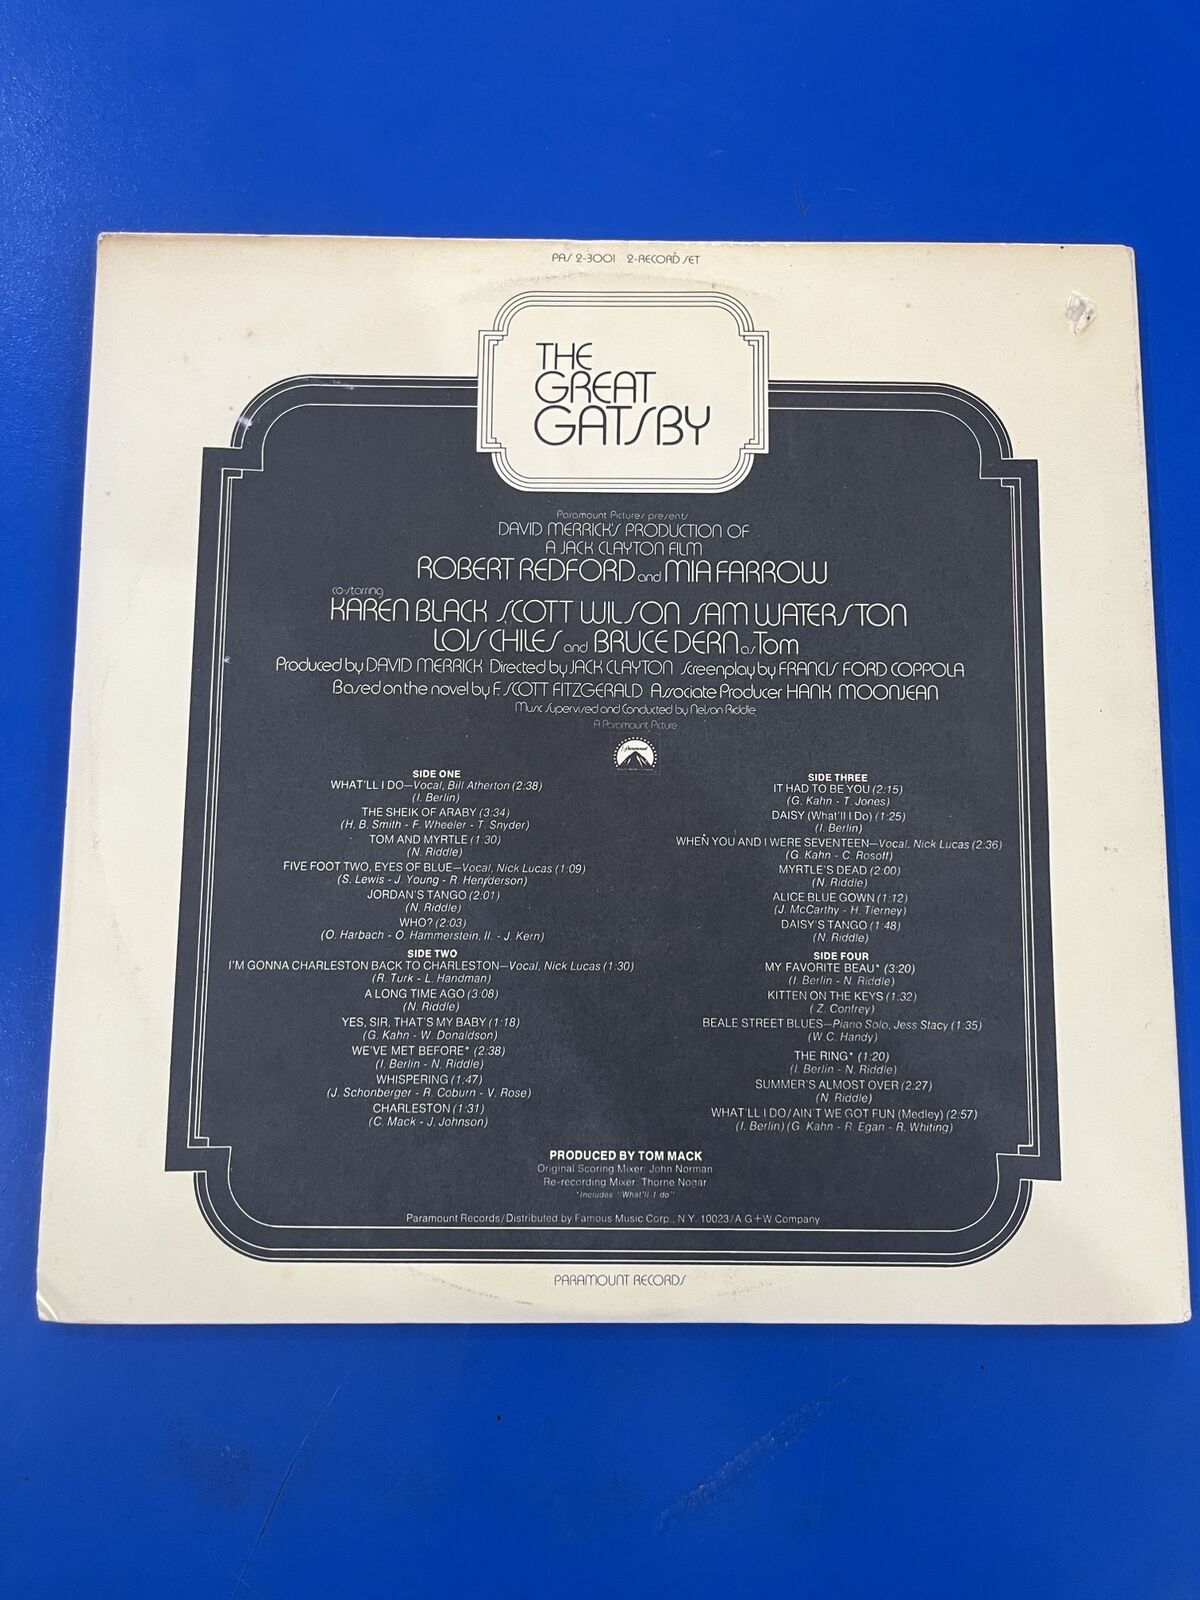 PAS 2-3001 2-RECORD SET
THE
GREAT
GATSBY
Paramount Pictures presents
DAVID MERRICK'S PRODUCTION OF
A JACK CLAYTON FILM
ROBERT REDFORD and MIA FARROW
co-starring
KAREN BLACK SCOTT WILSON SAM WATERSTON
LOIS CHILES and BRUCE DERN as Tom
Produced by DAVID MERRICK Directed by JACK CLAYTON Screenplay by FRANCIS FORD COPPOLA
Based on the novel by F. SCOTT FITZGERALD Associate Producer HANK MOONJEAN
Music Supervised and Conducted by Nelson Riddle
A Paramount Picture
Paramount
SIDE ONE
WHAT'LL I DO—Vocal, Bill Atherton (2:38)
(I. Berlin)
THE SHEIK OF ARABY (3:34)
(H. B. Smith - F. Wheeler - T. Snyder)
TOM AND MYRTLE (1:30)
(N. Riddle)
FIVE FOOT TWO, EYES OF BLUE—Vocal, Nick Lucas (1:09)
(S. Lewis - J. Young - R. Henderson)
JORDAN'S TANGO (2:01)
(N. Riddle)
WHO? (2:03)
(O. Harbach - O. Hammerstein, II. - J. Kern)
SIDE TWO
I'M GONNA CHARLESTON BACK TO CHARLESTON—Vocal, Nick Lucas (1:30)
(R. Turk - L. Handman)
A LONG TIME AGO (3:08)
(N. Riddle)
YES, SIR, THAT'S MY BABY (1:18)
(G. Kahn - W. Donaldson)
WE'VE MET BEFORE* (2:38)
(I. Berlin - N. Riddle)
WHISPERING (1:47)
(J. Schonberger - R. Coburn - V. Rose)
CHARLESTON (1:31)
(C. Mack - J. Johnson)
SIDE THREE
IT HAD TO BE YOU (2:15)
(G. Kahn - T. Jones)
DAISY (What'll I Do) (1:25)
(I. Berlin)
WHEN YOU AND I WERE SEVENTEEN—Vocal, Nick Lucas (2:36)
(G. Kahn - C. Rosoff)
MYRTLE'S DEAD (2:00)
(N. Riddle)
ALICE BLUE GOWN (1:12)
(J. McCarthy - H. Tierney)
DAISY'S TANGO (1:48)
(N. Riddle)
SIDE FOUR
MY FAVORITE BEAU* (3:20)
(I. Berlin - N. Riddle)
KITTEN ON THE KEYS (1:32)
(Z. Confrey)
BEALE STREET BLUES—Piano Solo, Jess Stacy (1:35)
(W.C. Handy)
THE RING* (1:20)
(I. Berlin - N. Riddle)
SUMMER'S ALMOST OVER (2:27)
(N. Riddle)
WHAT'LL I DO/AIN'T WE GOT FUN (Medley) (2:57)
(I. Berlin) (G. Kahn - R. Egan - R. Whiting)
PRODUCED BY TOM MACK
Original Scoring Mixer: John Norman
Re-recording Mixer: Thorne Nogar
*Includes "What'll I do"
Paramount Records/Distributed by Famous Music Corp., N.Y. 10023/A G+W Company
PARAMOUNT RECORDS